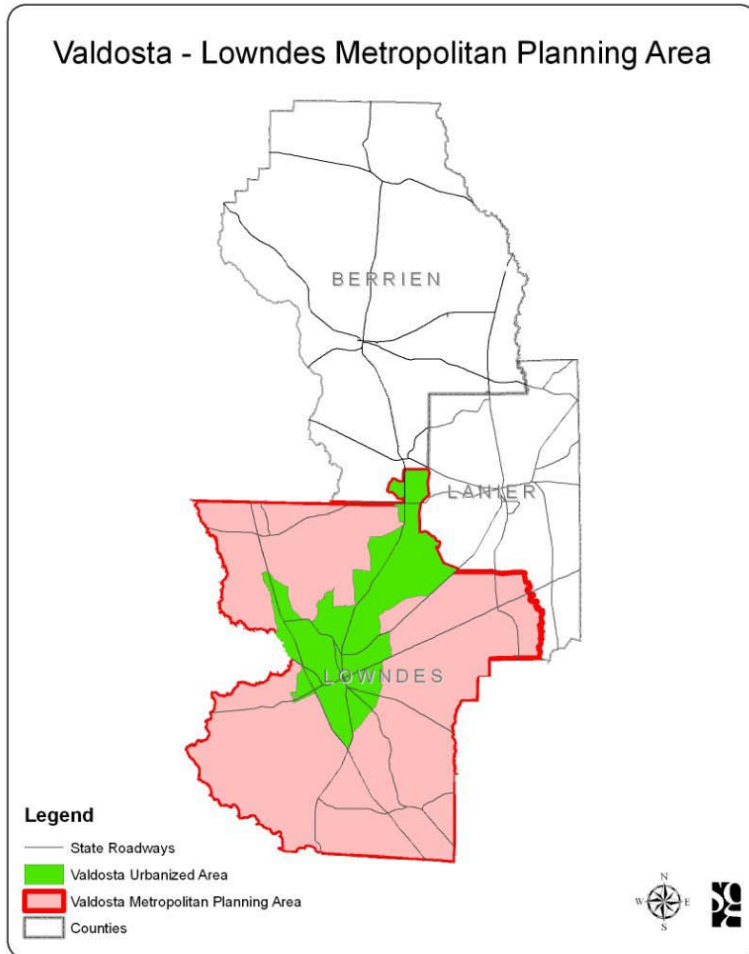 Valdosta - Lowndes Metropolitan Planning Area
BERRIEN
LANIER
LOWNDES
Legend
State Roadways
Valdosta Urbanized Area
Valdosta Metropolitan Planning Area
Counties
N
W E
S